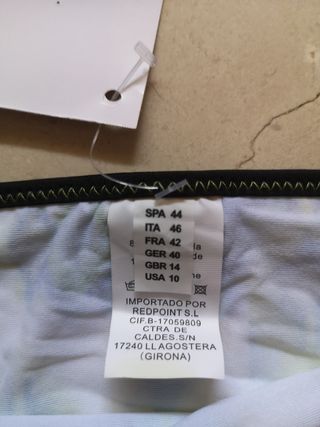 SPA 44
ITA 46
FRA 42
GER 40
GBR 14
USA 10
IMPORTADO POR
REDPOINT S.L
CIF.B-17059809
CTRA DE
CALDES.S/N
17240 LLAGOSTERA
(GIRONA)